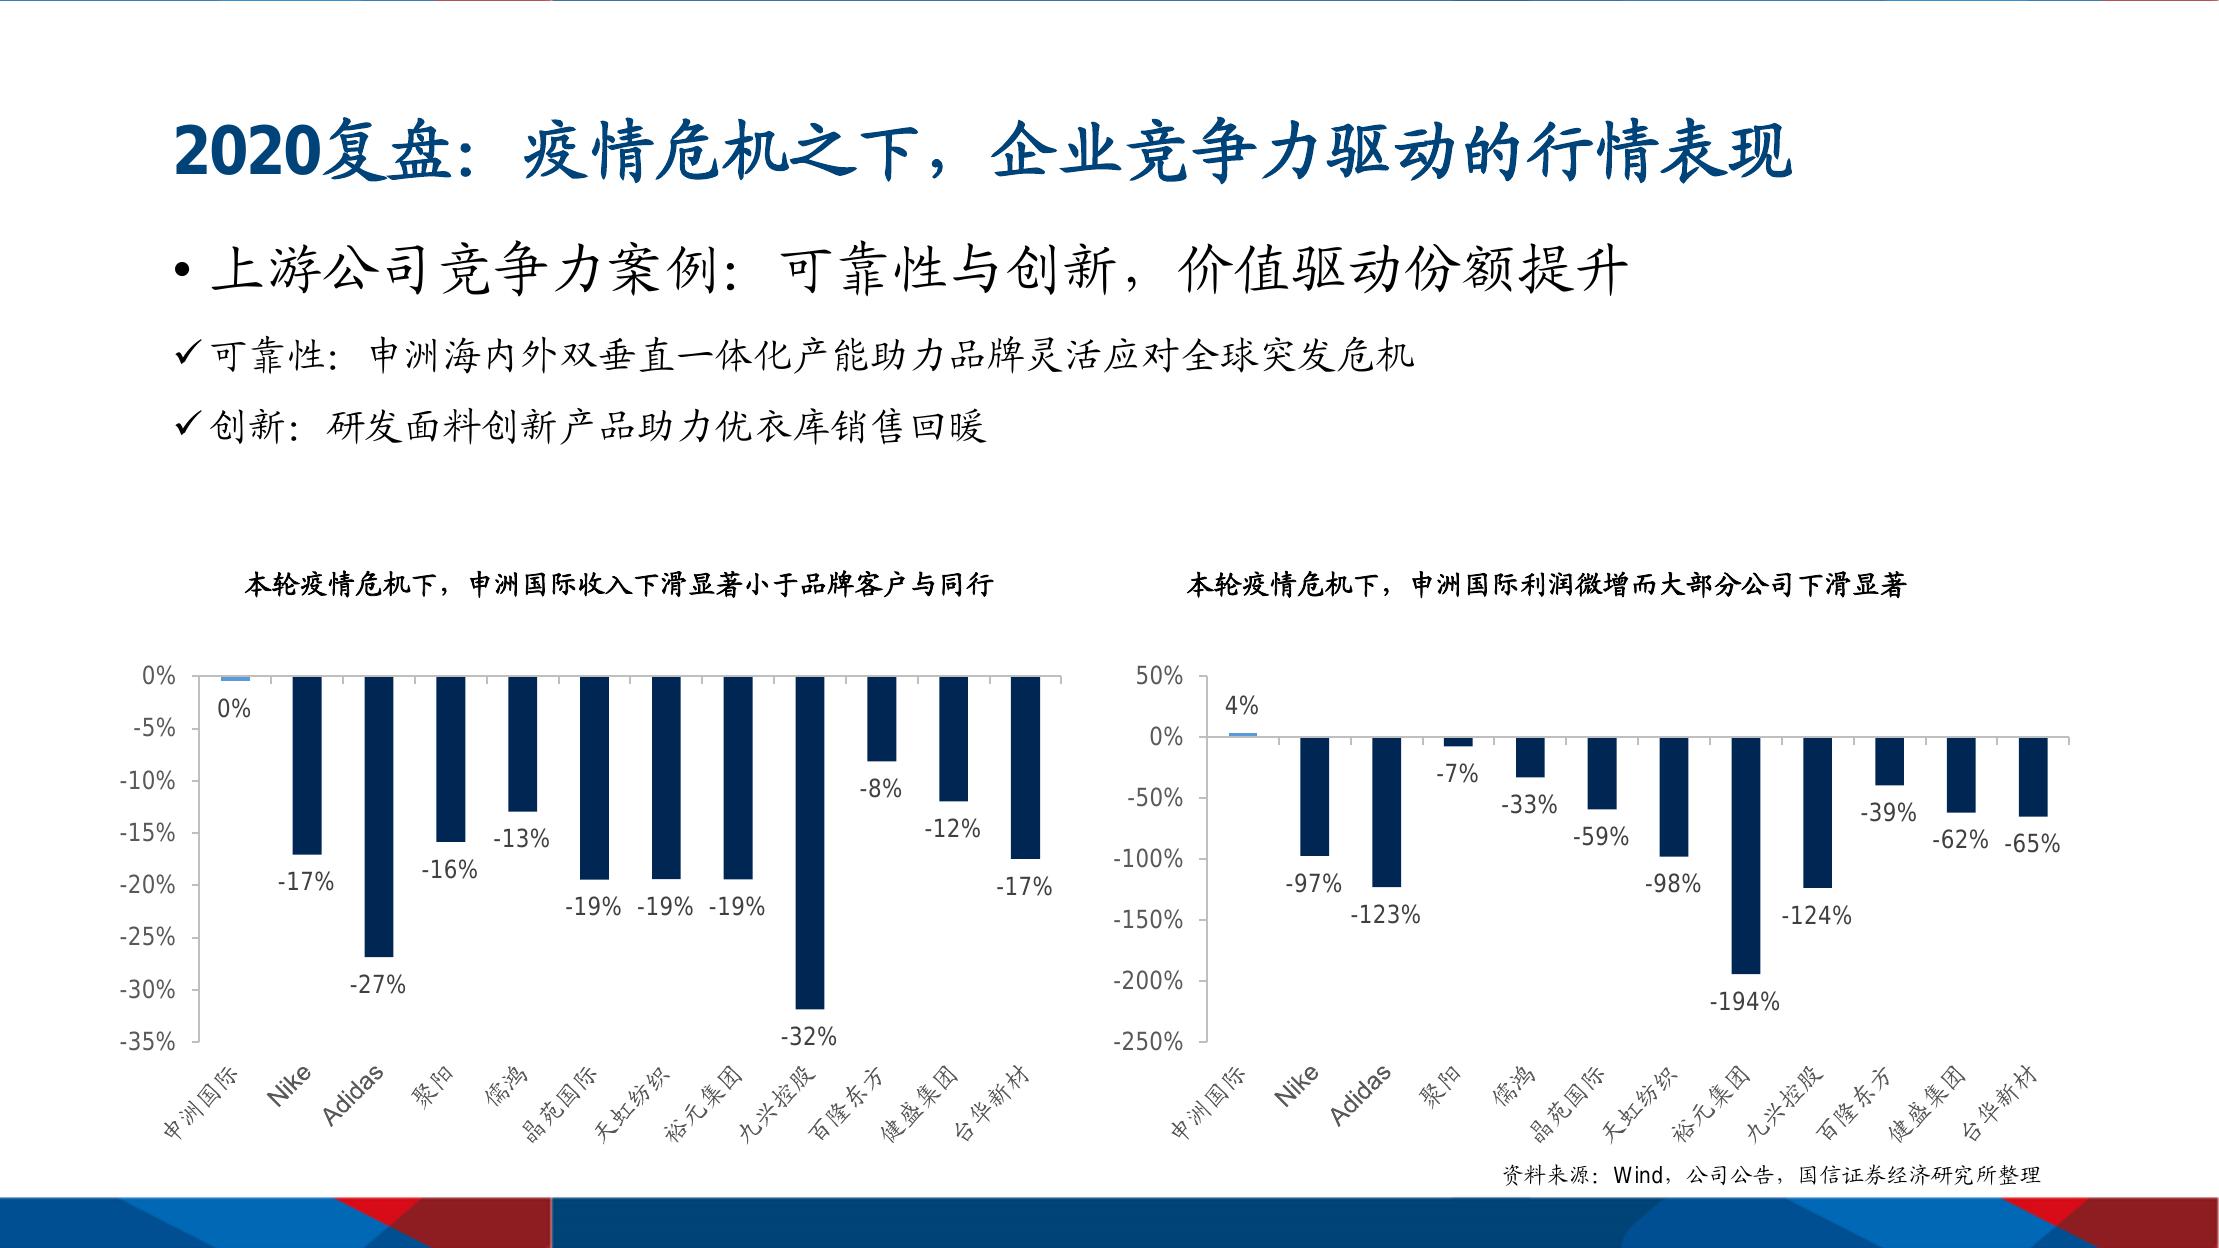 2020复盘：疫情危机之下，企业竞争力驱动的行情表现
• 上游公司竞争力案例：可靠性与创新，价值驱动份额提升
✓ 可靠性：申洲海内外双垂直一体化产能助力品牌灵活应对全球突发危机
✓ 创新：研发面料创新产品助力优衣库销售回暖
本轮疫情危机下，申洲国际收入下滑显著小于品牌客户与同行
0%
-5%
-10%
-15%
-20%
-25%
-30%
-35%
0%
-17%
-27%
-16%
-13%
-19%
-19%
-19%
-32%
-8%
-12%
-17%
申洲国际
Nike
Adidas
聚阳
儒鸿
晶苑国际
天虹纺织
裕元集团
九兴控股
百隆东方
健盛集团
台华新材
本轮疫情危机下，申洲国际利润微增而大部分公司下滑显著
50%
0%
-50%
-100%
-150%
-200%
-250%
4%
-97%
-123%
-7%
-33%
-59%
-98%
-194%
-124%
-39%
-62%
-65%
申洲国际
Nike
Adidas
聚阳
儒鸿
晶苑国际
天虹纺织
裕元集团
九兴控股
百隆东方
健盛集团
台华新材
资料来源：Wind，公司公告，国信证券经济研究所整理